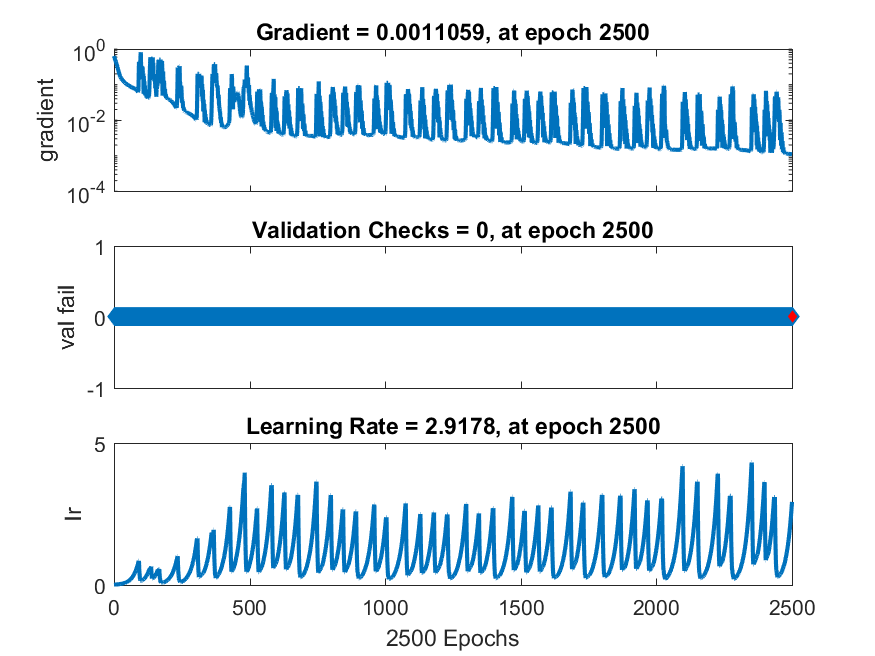 Gradient = 0.0011059, at epoch 2500
10^0
10^-2
10^-4
gradient
Validation Checks = 0, at epoch 2500
1
0
-1
val fail
Learning Rate = 2.9178, at epoch 2500
5
0
lr
0 500 1000 1500 2000 2500
2500 Epochs